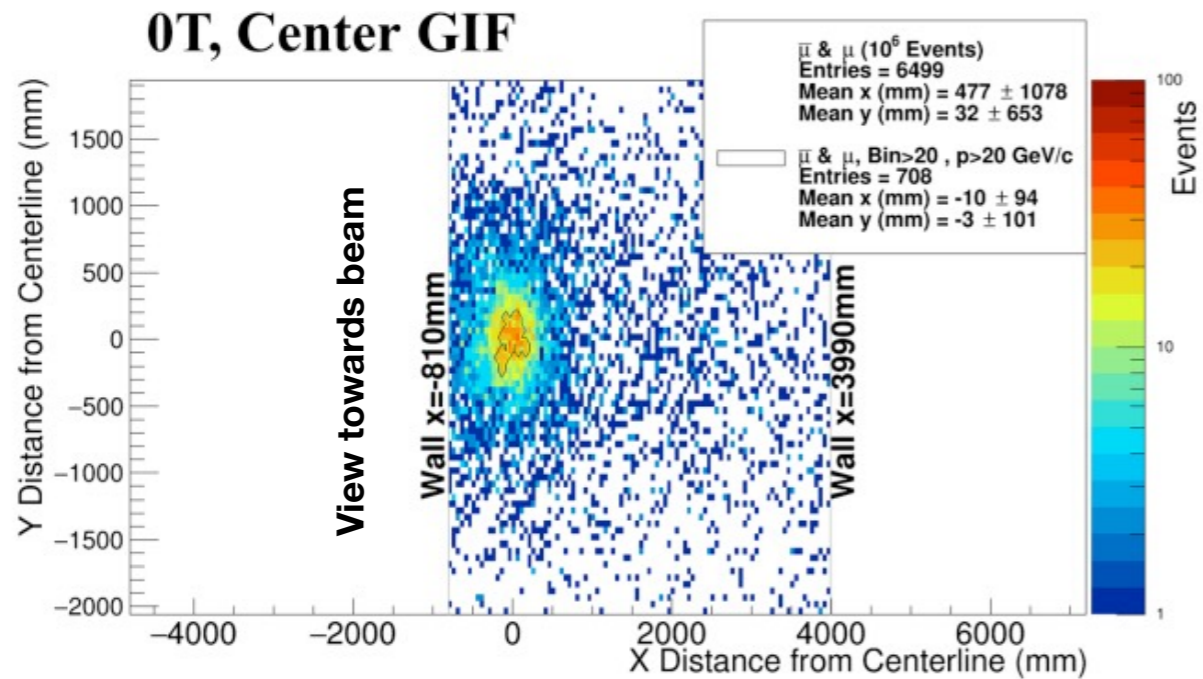 0T, Center GIF
μ̅ & μ (10⁶ Events)
Entries = 6499
Mean x (mm) = 477 ± 1078
Mean y (mm) = 32 ± 653
μ̅ & μ, Bin>20 , p>20 GeV/c
Entries = 708
Mean x (mm) = -10 ± 94
Mean y (mm) = -3 ± 101
Y Distance from Centerline (mm)
1500
1000
500
0
−500
−1000
−1500
−2000
View towards beam
Wall x=-810mm
Wall x=3990mm
−4000
−2000
0
2000
4000
6000
X Distance from Centerline (mm)
100
10
1
Events